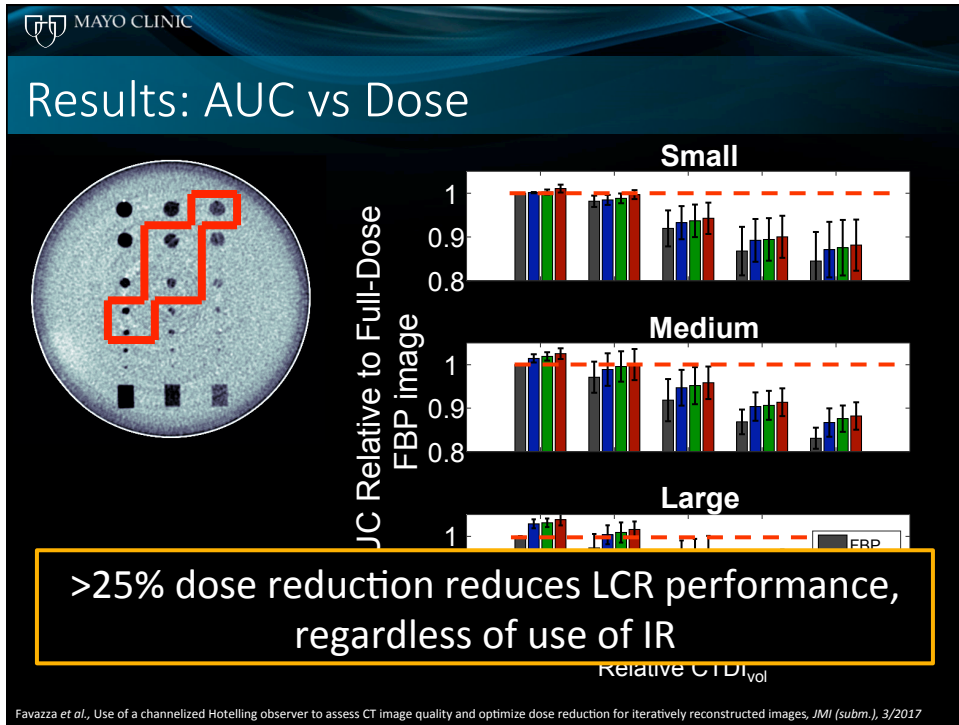 MAYO CLINIC
Results: AUC vs Dose
Small
1
0.9
0.8
Medium
1
0.9
0.8
Large
1
UC Relative to Full-Dose
FBP image
FBP
>25% dose reduction reduces LCR performance,
regardless of use of IR
Relative CTDIvol
Favazza et al., Use of a channelized Hotelling observer to assess CT image quality and optimize dose reduction for iteratively reconstructed images, JMI (subm.), 3/2017